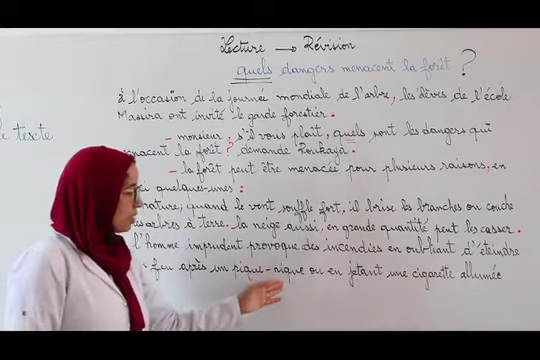 Lecture → Révision
quels dangers menacent la forêt ?
à l'occasion de la journée mondiale de l'arbre, les élèves de l'école
Massira ont invité le garde forestier.
le texte
– monsieur, s'il vous plaît, quels sont les dangers qui
menacent la forêt ? demande Roukaya.
– la forêt peut être menacée pour plusieurs raisons, en
quelques-unes :
quand le vent souffle fort, il brise les branches ou couche
arbres à terre. la neige aussi, en grande quantité peut les casser.
l'homme imprudent provoque des incendies en oubliant d'éteindre
feu après un pique-nique ou en jetant une cigarette allumée